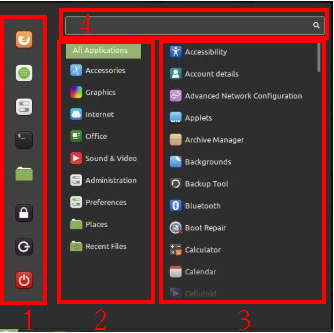 4
All Applications
Accessories
Graphics
Internet
Office
Sound & Video
Administration
Preferences
Places
Recent Files
Accessibility
Account details
Advanced Network Configuration
Applets
Archive Manager
Backgrounds
Backup Tool
Bluetooth
Boot Repair
Calculator
Calendar
Celluloid
1
2
3